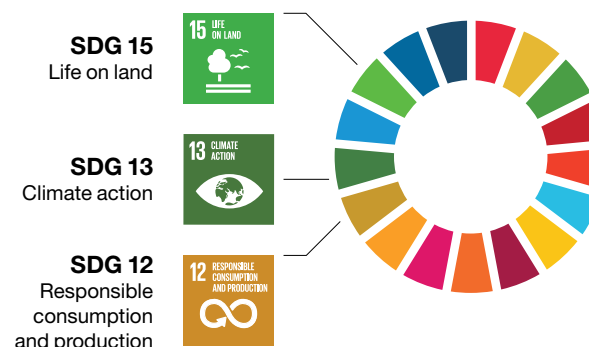 SDG 15
Life on land
15 LIFE
ON LAND
SDG 13
Climate action
13 CLIMATE
ACTION
SDG 12
Responsible
consumption
and production
12 RESPONSIBLE
CONSUMPTION
AND PRODUCTION